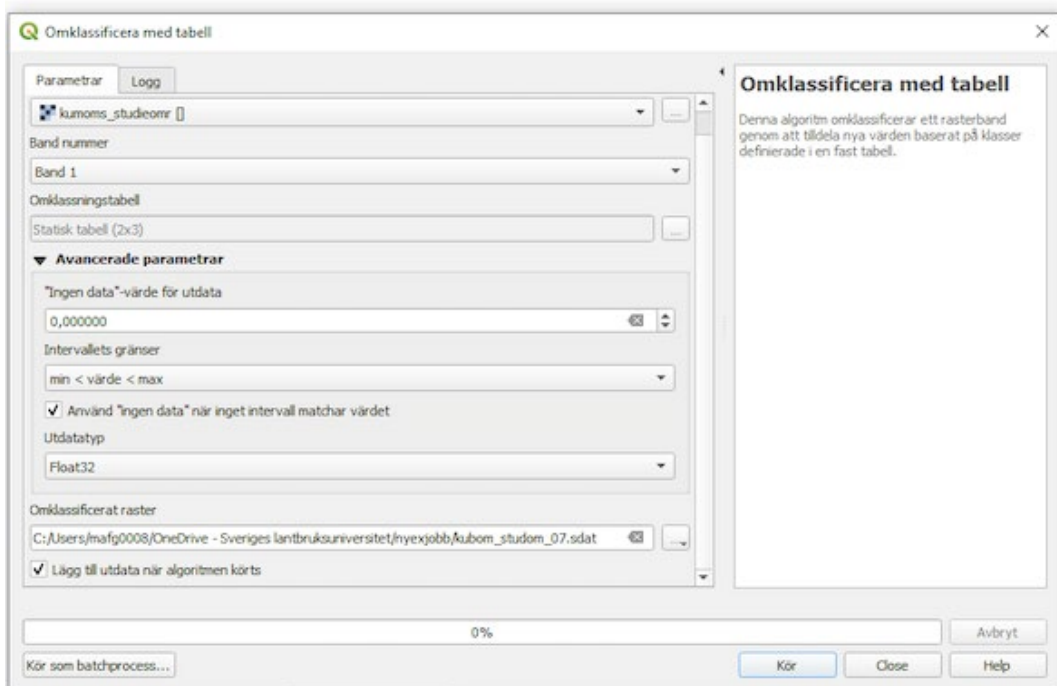 Omklassificera med tabell
Parametrar
Logg
kumoms_studieomr []
...
Band nummer
Band 1
Omklassningstabell
Statisk tabell (2x3)
...
Avancerade parametrar
"Ingen data"-värde för utdata
0,000000
Intervallets gränser
min < värde < max
Använd "ingen data" när inget intervall matchar värdet
Utdatatyp
Float32
Omklassificerat raster
C:/Users/mafg0008/OneDrive - Sveriges lantbruksuniversitet/nyexjobb/kubom_studom_07.sdat
...
Lägg till utdata när algoritmen körts
Omklassificera med tabell
Denna algoritm omklassificerar ett rasterband
genom att tilldela nya värden baserat på klasser
definierade i en fast tabell.
0%
Avbryt
Kör som batchprocess...
Kör
Close
Help